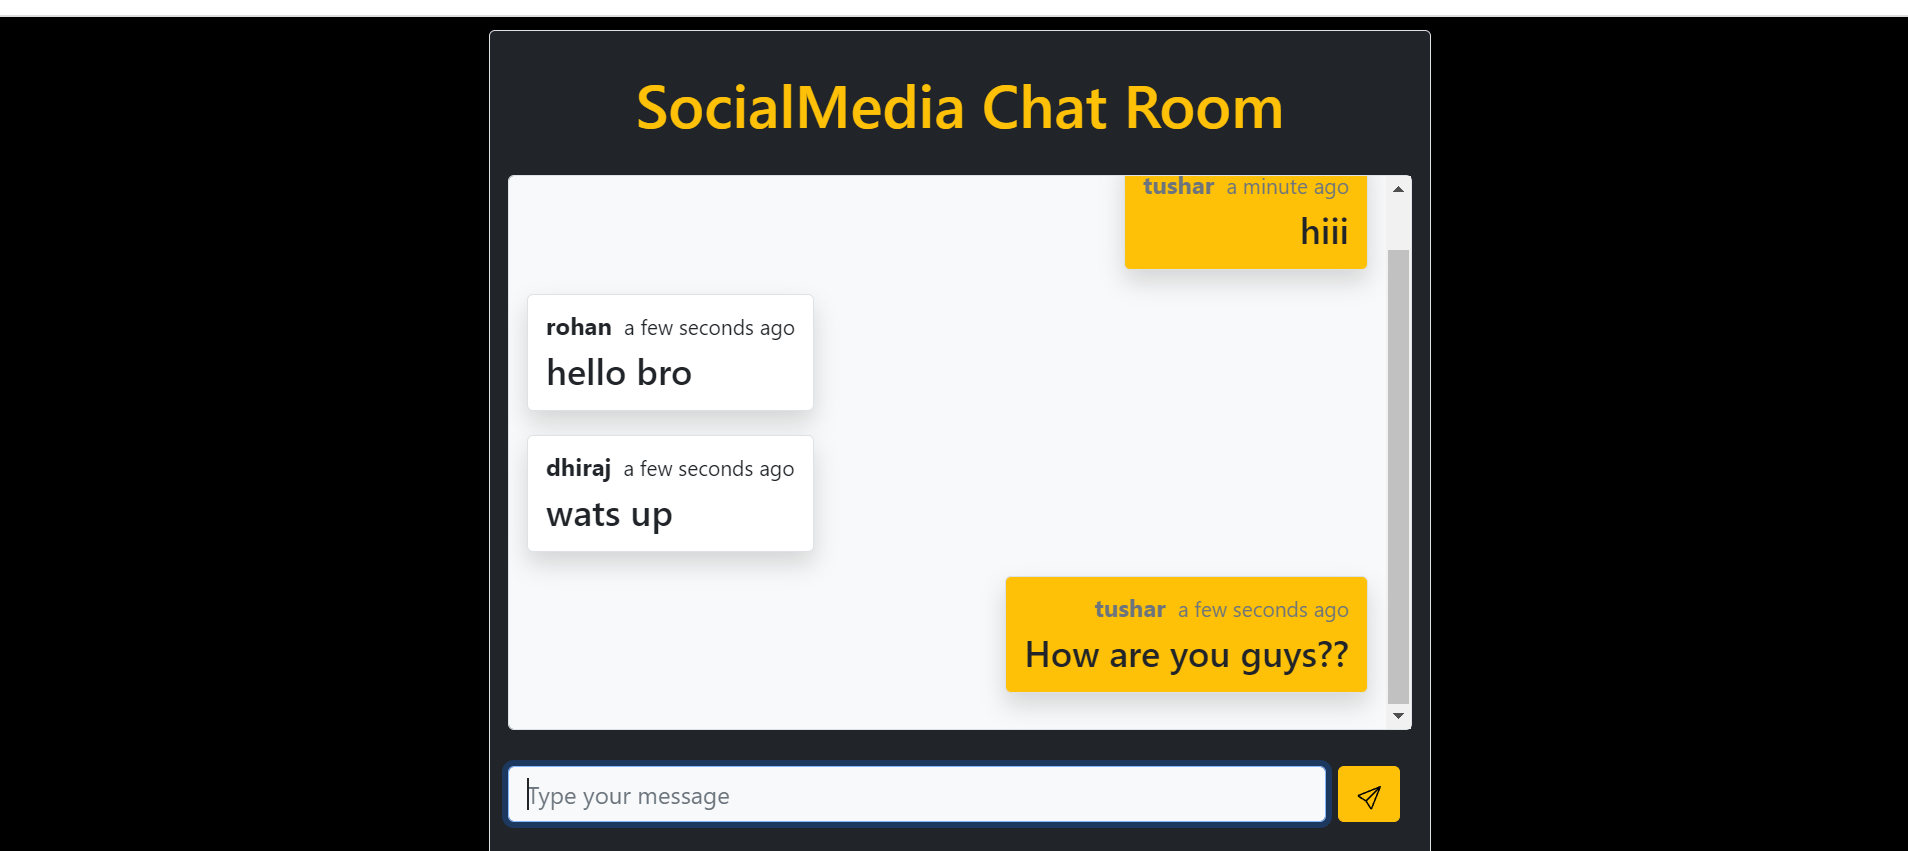 SocialMedia Chat Room
tushar a minute ago
hiii
rohan a few seconds ago
hello bro
dhiraj a few seconds ago
wats up
tushar a few seconds ago
How are you guys??
Type your message